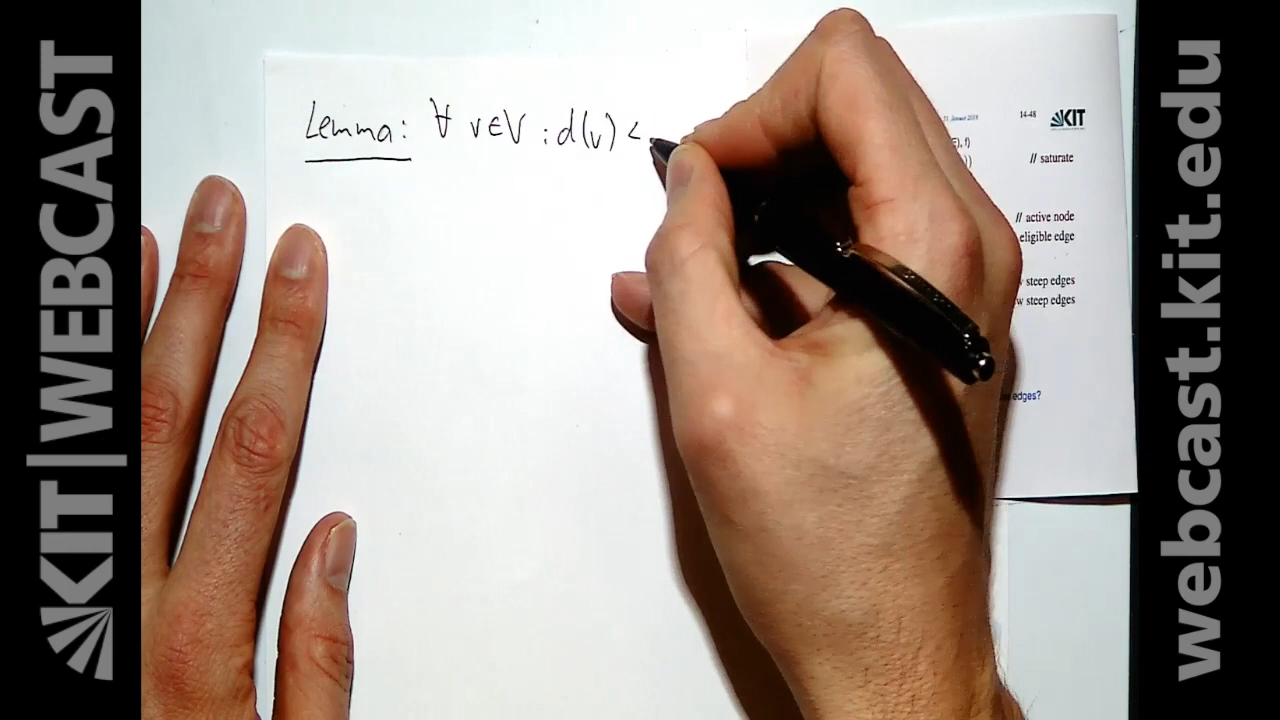 KIT|WEBCAST
Lemma: ∀ v∈V : d(v) <
14-48
KIT
// saturate
// active node
eligible edge
steep edges
steep edges
edges?
webcast.kit.edu